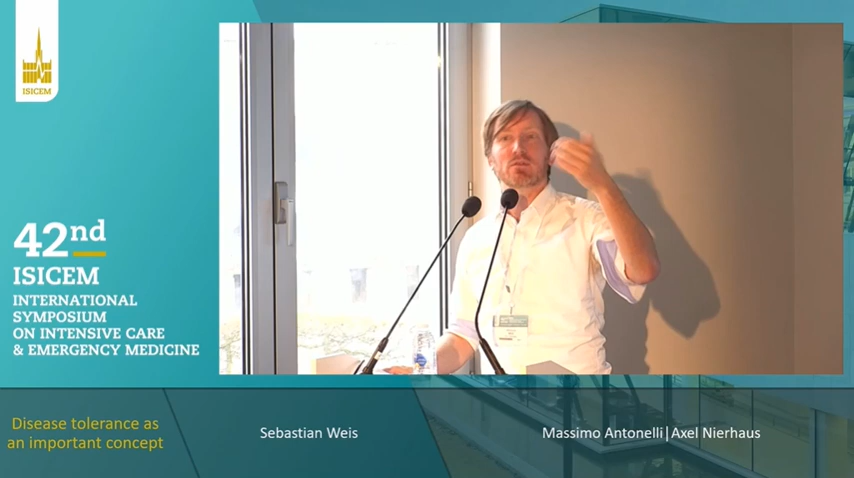 ISICEM
42nd
ISICEM
INTERNATIONAL
SYMPOSIUM
ON INTENSIVE CARE
& EMERGENCY MEDICINE
Disease tolerance as
an important concept
Sebastian Weis
Massimo Antonelli|Axel Nierhaus